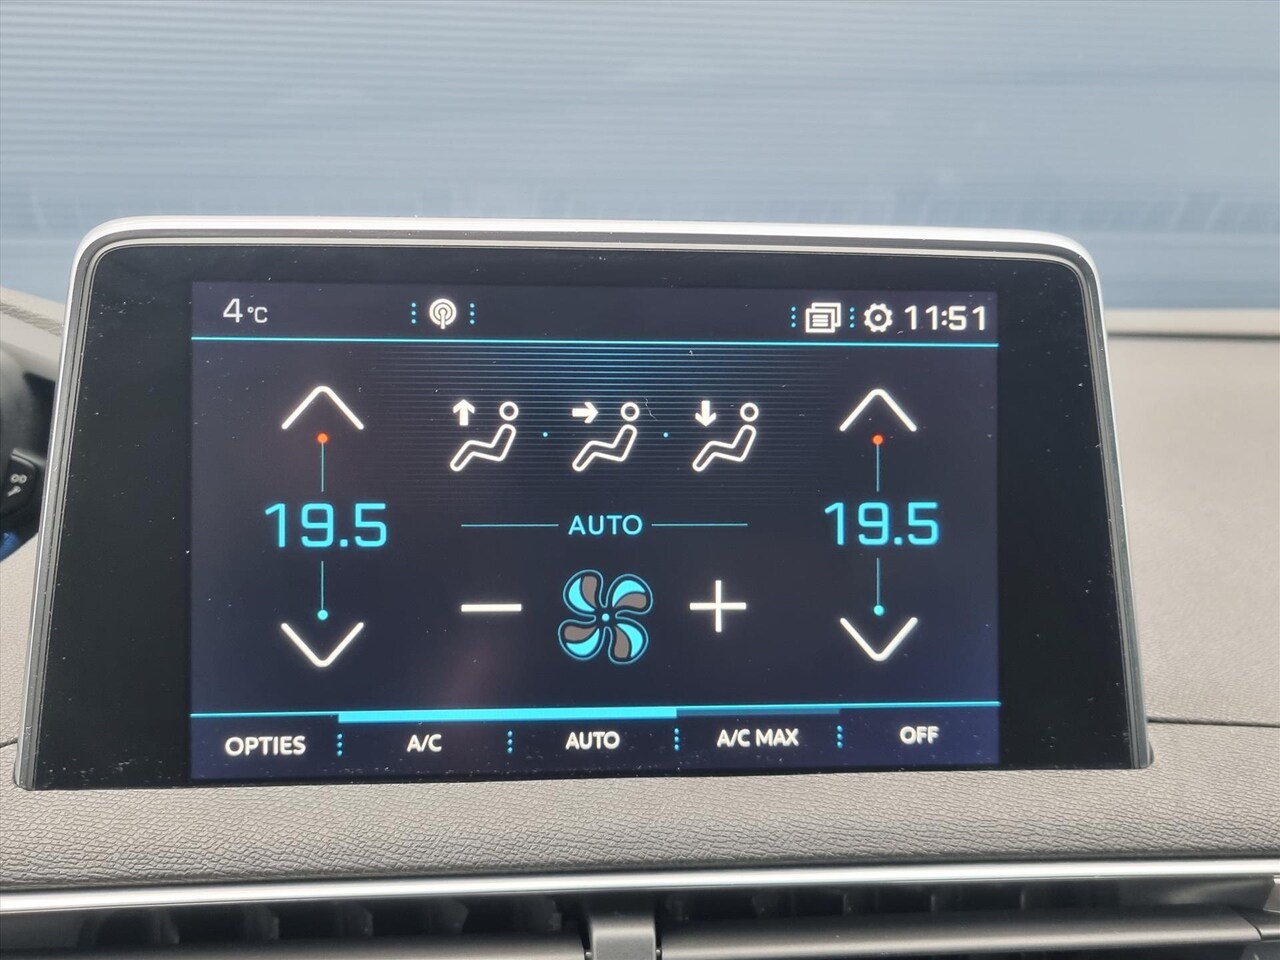 4 °C
11:51
19.5
AUTO
19.5
OPTIES A/C AUTO A/C MAX OFF